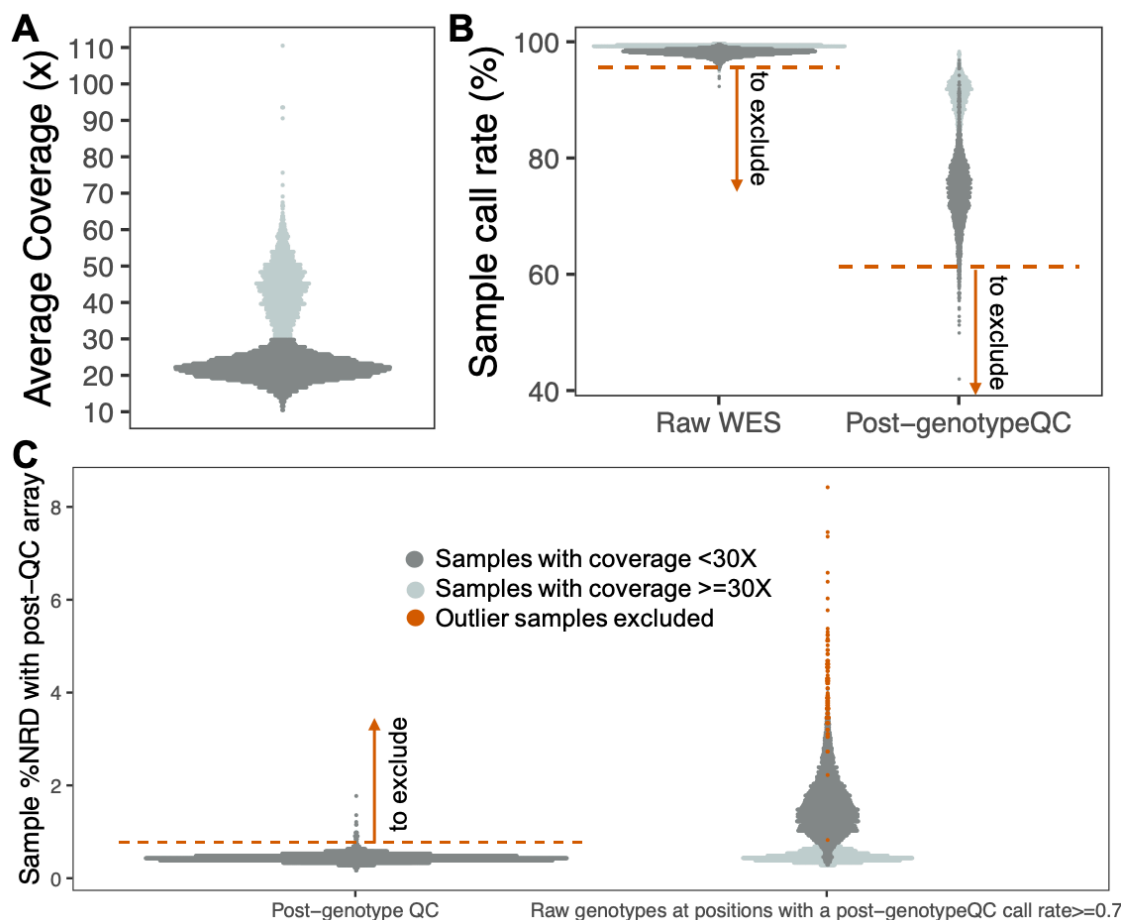 A
Average Coverage (x)
110
100
90
80
70
60
50
40
30
20
10
B
Sample call rate (%)
100
80
60
40
to exclude
to exclude
Raw WES
Post-genotypeQC
C
Sample %NRD with post-QC array
8
6
4
2
0
Samples with coverage <30X
Samples with coverage >=30X
Outlier samples excluded
to exclude
Post-genotype QC
Raw genotypes at positions with a post-genotypeQC call rate>=0.7